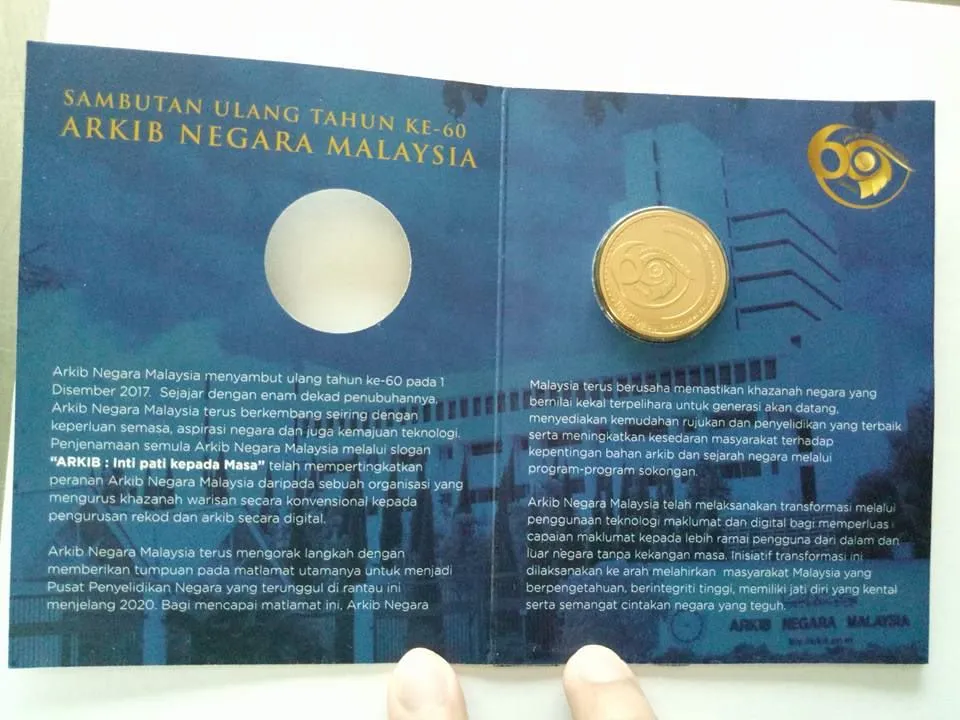 SAMBUTAN ULANG TAHUN KE-60
ARKIB NEGARA MALAYSIA
Arkib Negara Malaysia menyambut ulang tahun ke-60 pada 1
Disember 2017. Sejajar dengan enam dekad penubuhannya,
Arkib Negara Malaysia terus berkembang seiring dengan
keperluan semasa, aspirasi negara dan juga kemajuan teknologi.
Penjenamaan semula Arkib Negara Malaysia melalui slogan
"ARKIB : Inti pati kepada Masa" telah mempertingkatkan
peranan Arkib Negara Malaysia daripada sebuah organisasi yang
mengurus khazanah warisan secara konvensional kepada
pengurusan rekod dan arkib secara digital.
Arkib Negara Malaysia terus mengorak langkah dengan
memberikan tumpuan pada matlamat utamanya untuk menjadi
Pusat Penyelidikan Negara yang terunggul di rantau ini
menjelang 2020. Bagi mencapai matlamat ini, Arkib Negara
60
Malaysia terus berusaha memastikan khazanah negara yang
bernilai kekal terpelihara untuk generasi akan datang,
menyediakan kemudahan rujukan dan penyelidikan yang terbaik
serta meningkatkan kesedaran masyarakat terhadap
kepentingan bahan arkib dan sejarah negara melalui
program-program sokongan.
Arkib Negara Malaysia telah melaksanakan transformasi melalui
penggunaan teknologi maklumat dan digital bagi memperluas
capaian maklumat kepada lebih ramai pengguna dari dalam dan
luar negara tanpa kekangan masa. Inisiatif transformasi ini
dilaksanakan ke arah melahirkan masyarakat Malaysia yang
berpengetahuan, berintegriti tinggi, memiliki jati diri yang kental
serta semangat cintakan negara yang teguh.
ARKIB NEGARA MALAYSIA